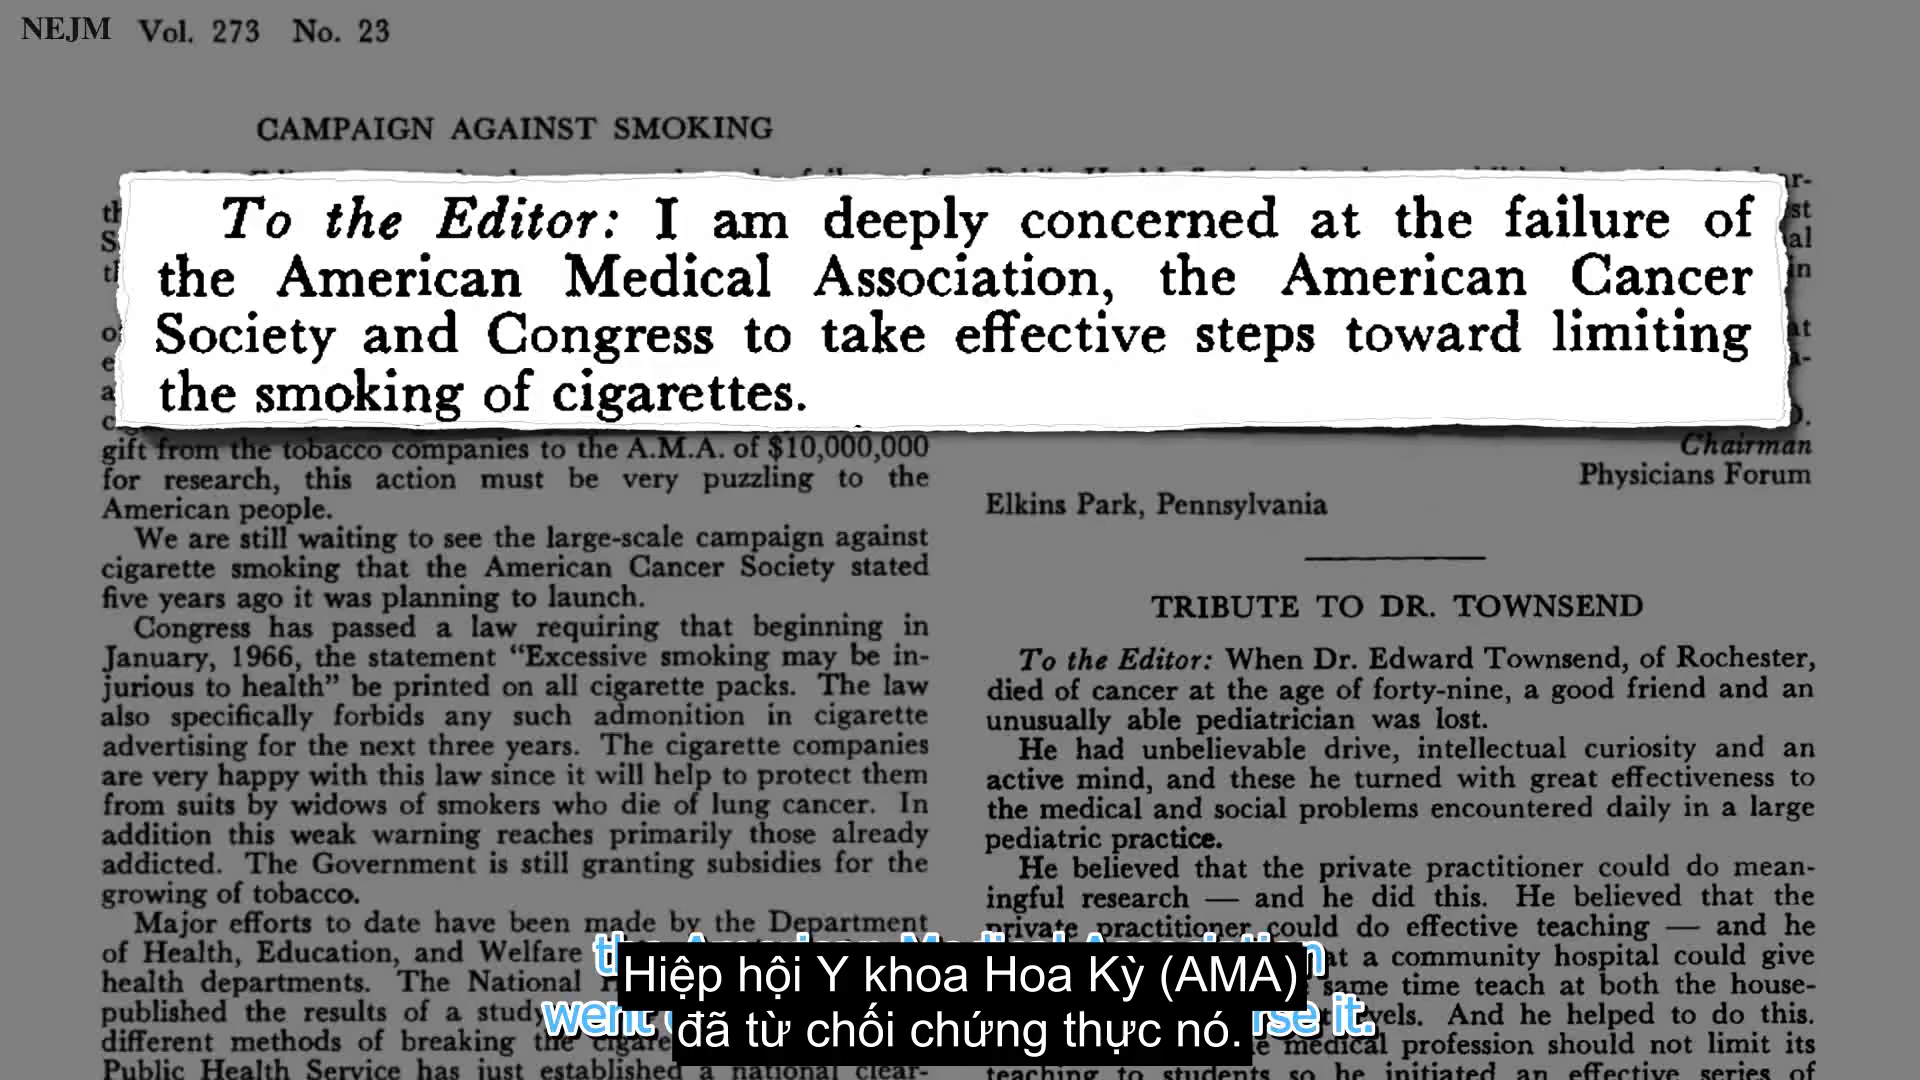 NEJM Vol. 273 No. 23
CAMPAIGN AGAINST SMOKING
To the Editor: I am deeply concerned at the failure of
the American Medical Association, the American Cancer
Society and Congress to take effective steps toward limiting
the smoking of cigarettes.
gift from the tobacco companies to the A.M.A. of $10,000,000
for research, this action must be very puzzling to the
American people.
We are still waiting to see the large-scale campaign against
cigarette smoking that the American Cancer Society stated
five years ago it was planning to launch.
Congress has passed a law requiring that beginning in
January, 1966, the statement “Excessive smoking may be in-
jurious to health” be printed on all cigarette packs. The law
also specifically forbids any such admonition in cigarette
advertising for the next three years. The cigarette companies
are very happy with this law since it will help to protect them
from suits by widows of smokers who die of lung cancer. In
addition this weak warning reaches primarily those already
addicted. The Government is still granting subsidies for the
growing of tobacco.
Major efforts to date have been made by the Department
of Health, Education, and Welfare
health departments. The National
published the results of a study
different methods of breaking the
Public Health Service has just established a national clear-
Chairman
Physicians Forum
Elkins Park, Pennsylvania
TRIBUTE TO DR. TOWNSEND
To the Editor: When Dr. Edward Townsend, of Rochester,
died of cancer at the age of forty-nine, a good friend and an
unusually able pediatrician was lost.
He had unbelievable drive, intellectual curiosity and an
active mind, and these he turned with great effectiveness to
the medical and social problems encountered daily in a large
pediatric practice.
He believed that the private practitioner could do mean-
ingful research — and he did this. He believed that the
private practitioner could do effective teaching — and he
at a community hospital could give
same time teach at both the house-
And he helped to do this.
medical profession should not limit its
teaching to students so he initiated an effective series of
went
it.
Hiệp hội Y khoa Hoa Kỳ (AMA)
đã từ chối chứng thực nó.